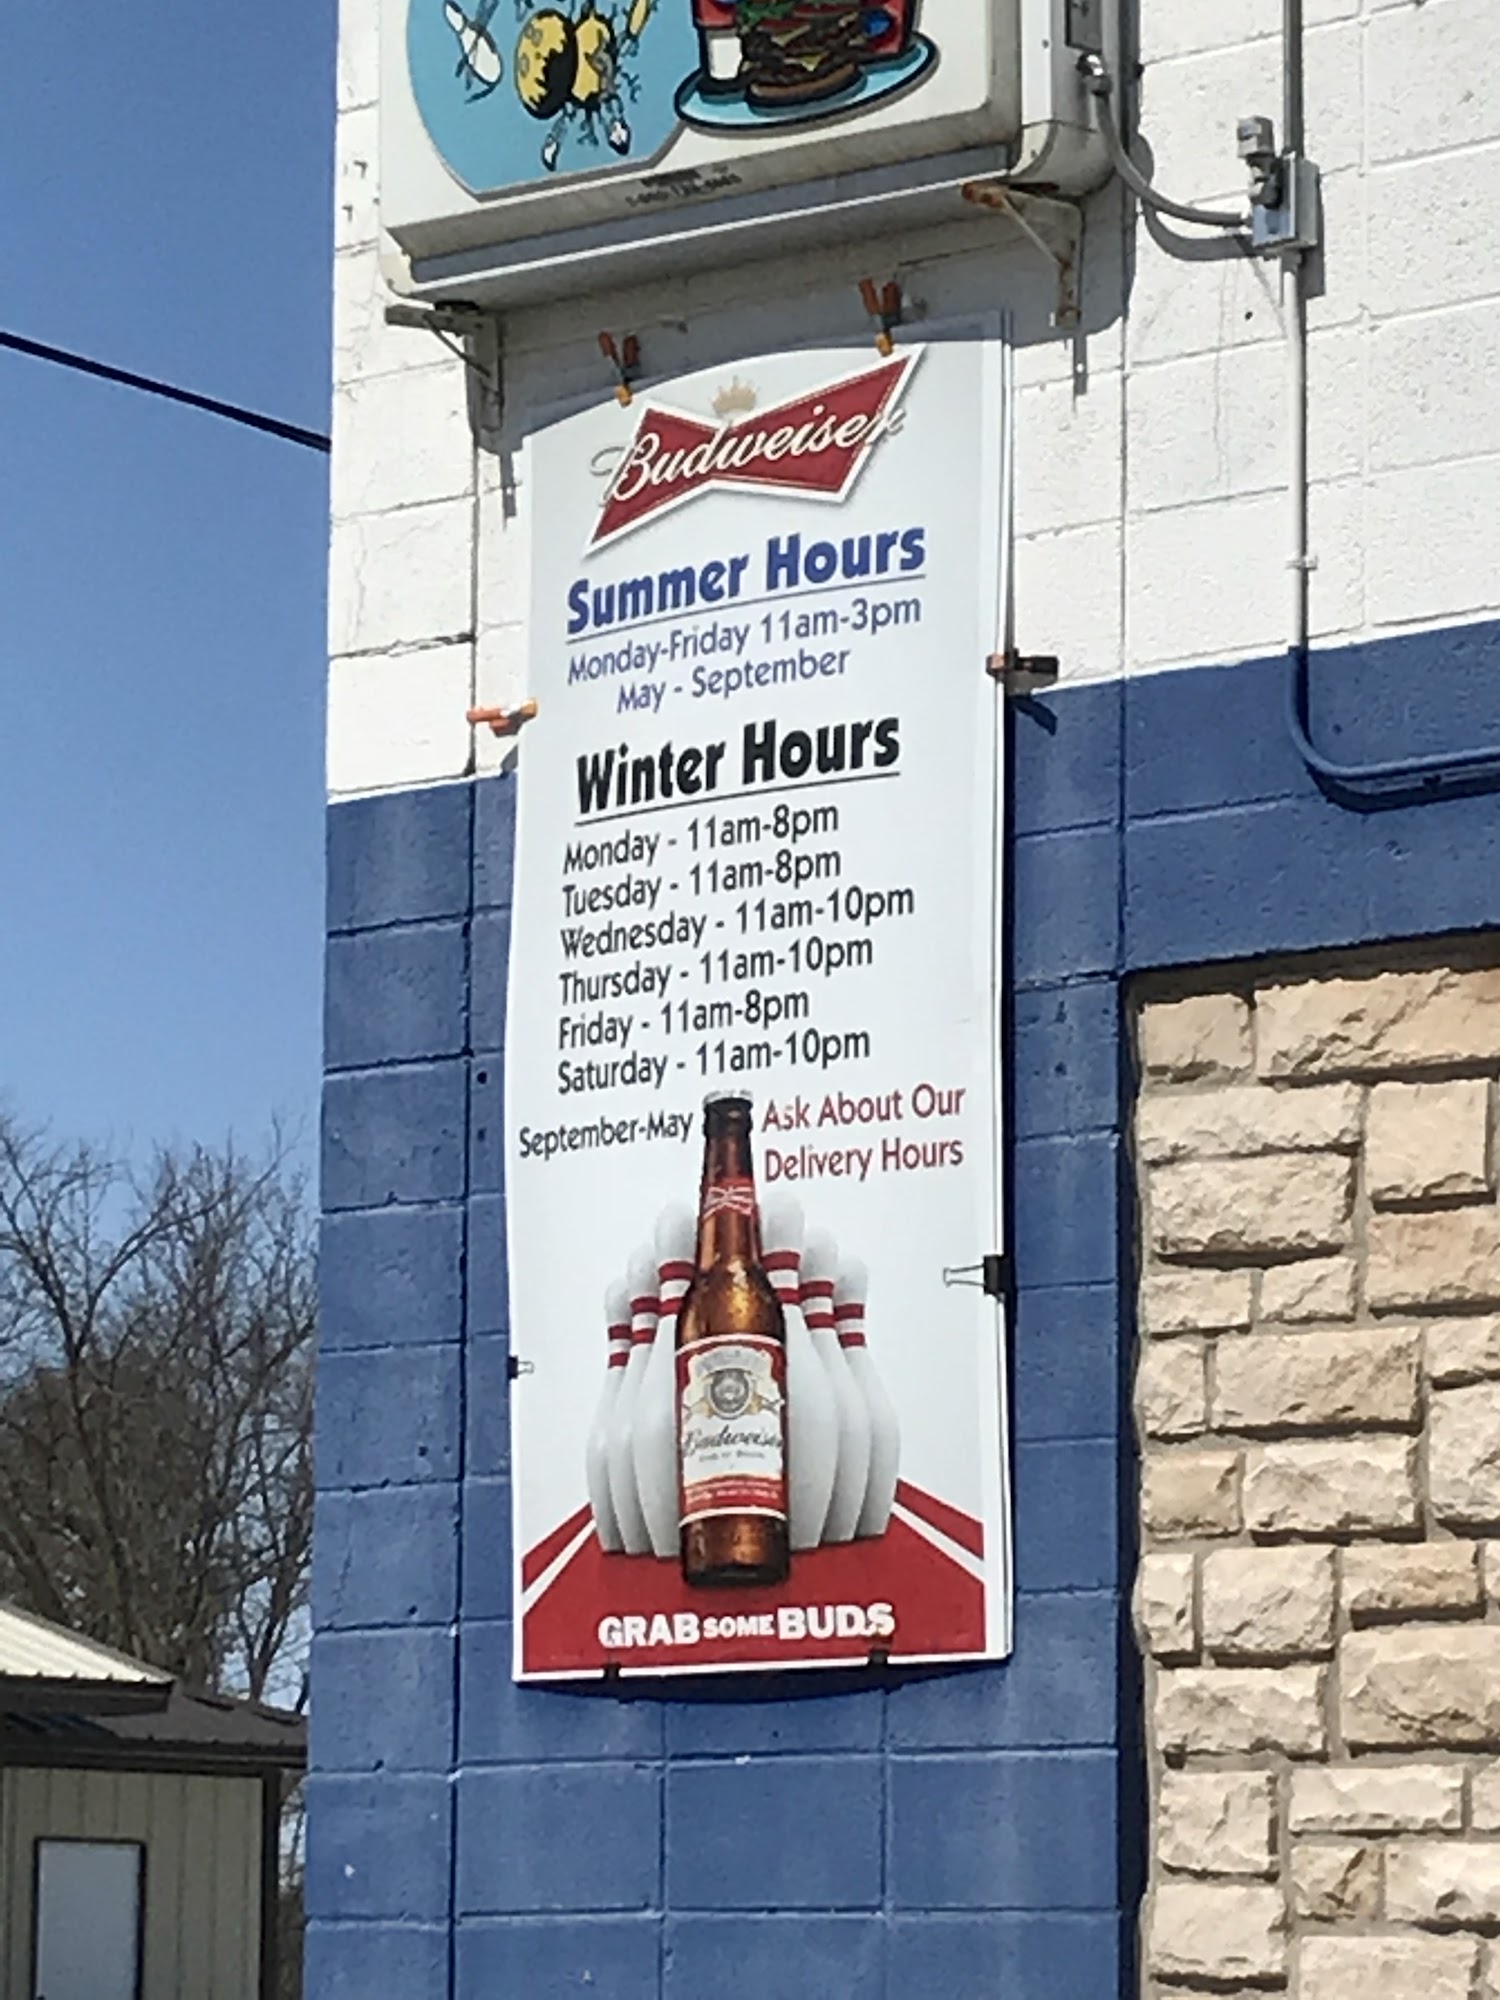 Budweiser
Summer Hours
Monday-Friday 11am-3pm
May - September
Winter Hours
Monday - 11am-8pm
Tuesday - 11am-8pm
Wednesday - 11am-10pm
Thursday - 11am-10pm
Friday - 11am-8pm
Saturday - 11am-10pm
September-May
Ask About Our
Delivery Hours
Budweiser
GRAB SOME BUDS